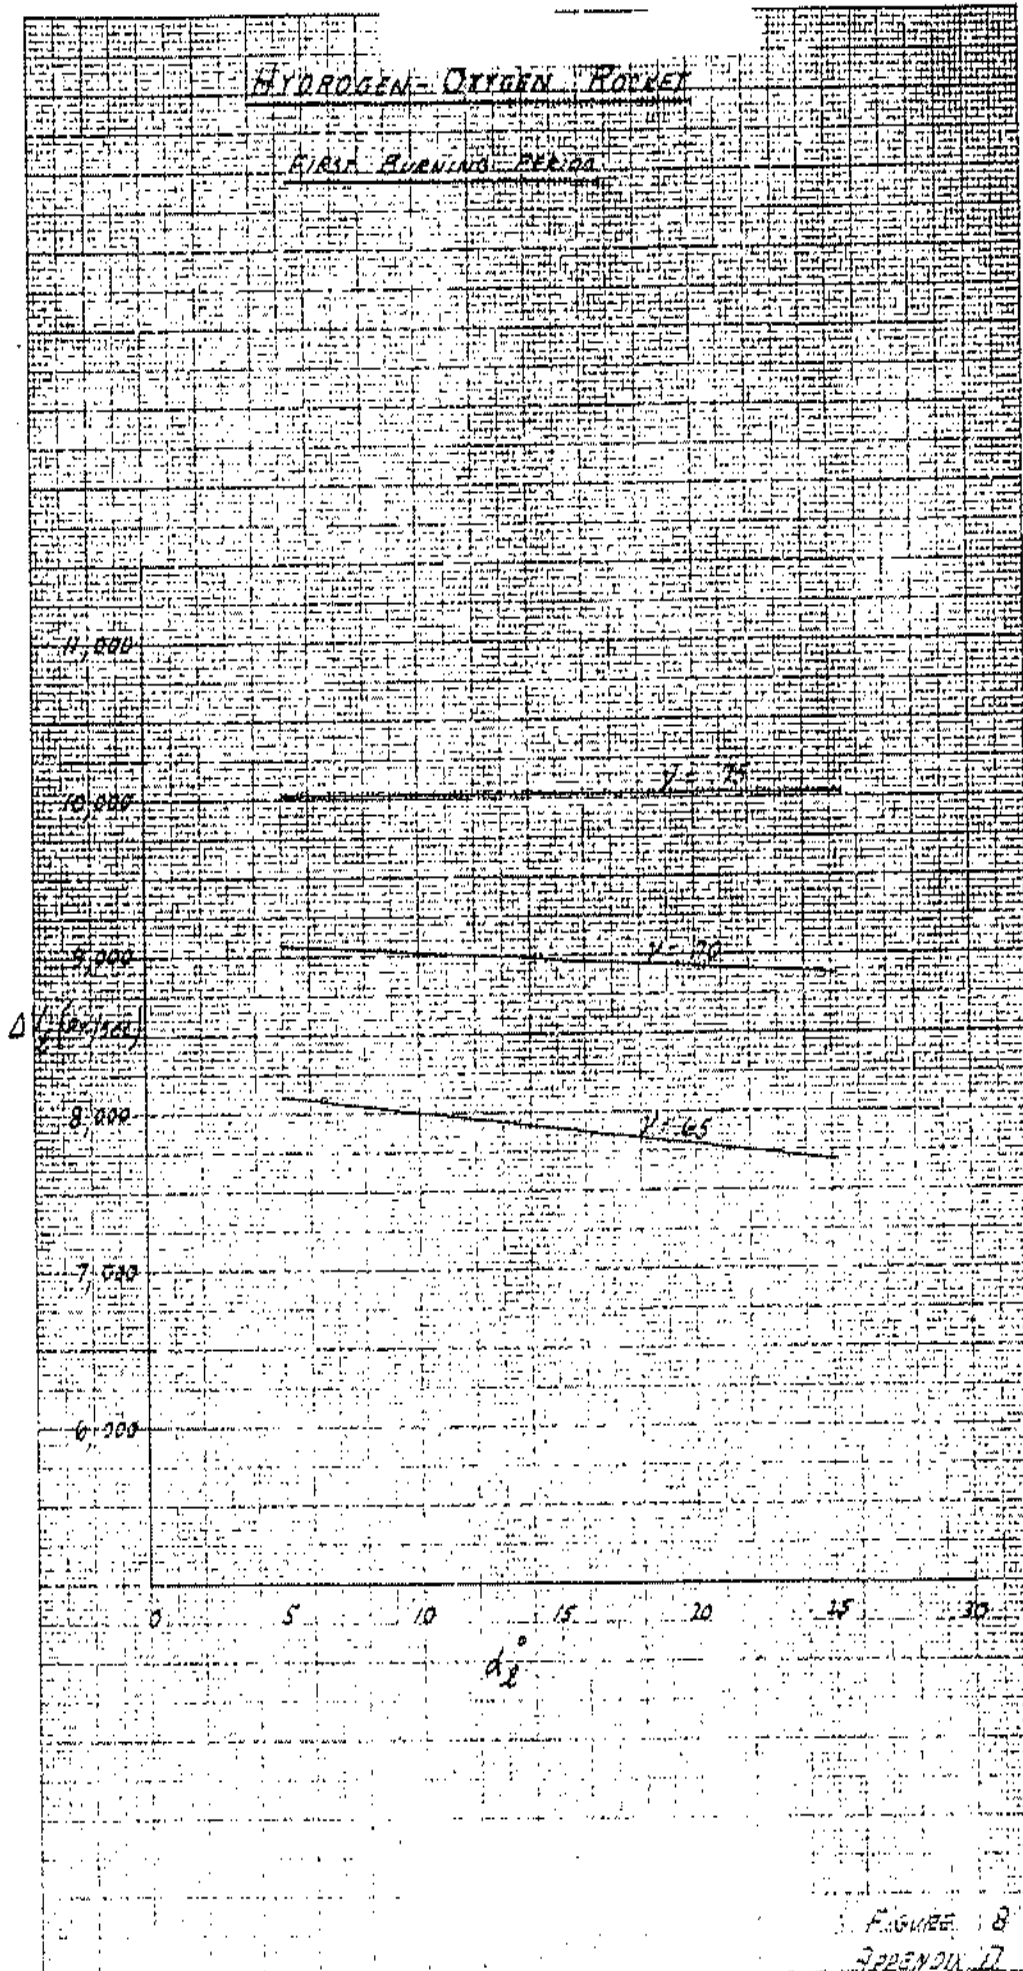 HYDROGEN-OXYGEN ROCKET
FIRST BURNING PERIOD
11,000
10,000
9,000
8,000
7,000
6,000
ν = .75
ν = .70
ν = .65
0 5 10 15 20 25 30
FIGURE 8
APPENDIX D